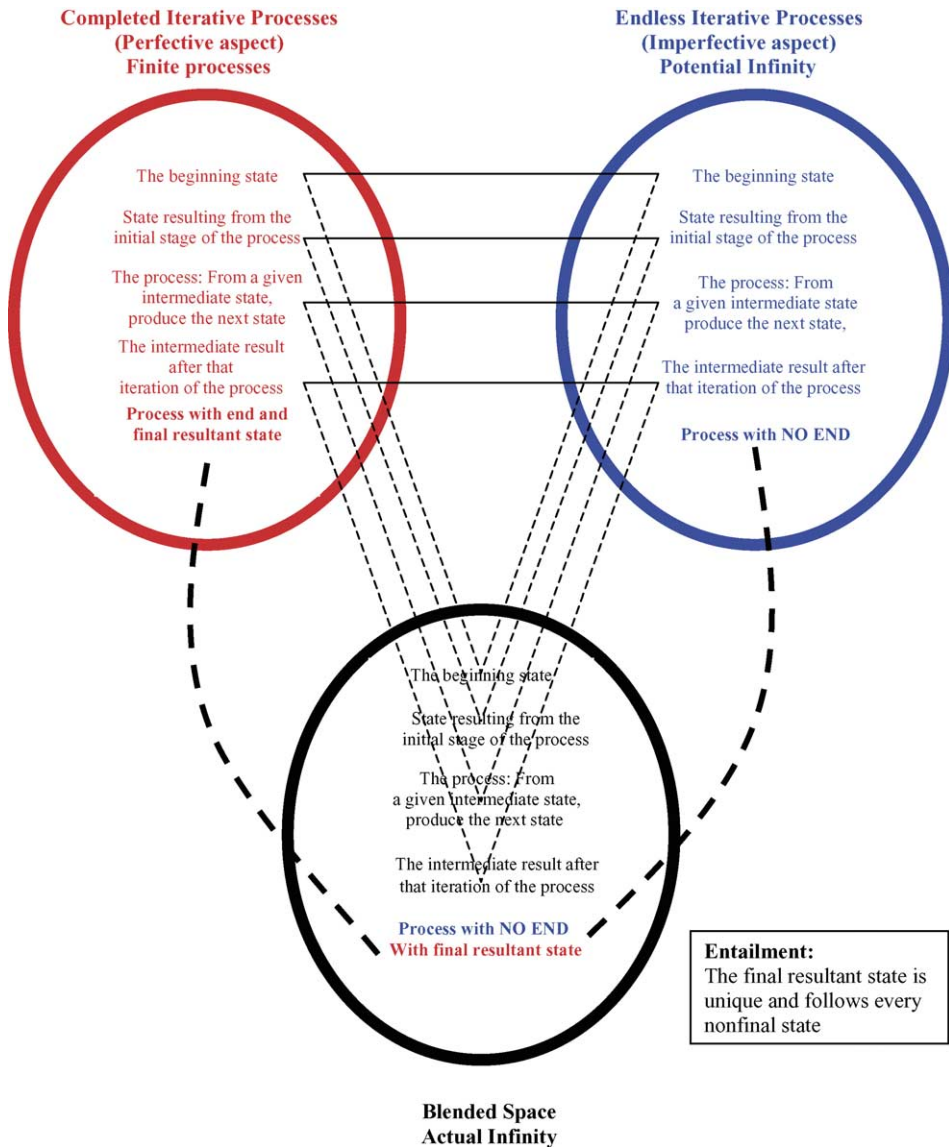 Completed Iterative Processes
(Perfective aspect)
Finite processes
Endless Iterative Processes
(Imperfective aspect)
Potential Infinity
The beginning state
State resulting from the
initial stage of the process
The process: From a given
intermediate state,
produce the next state
The intermediate result
after that
iteration of the process
Process with end and
final resultant state
The beginning state
State resulting from the
initial stage of the process
The process: From
a given intermediate state
produce the next state,
The intermediate result after
that iteration of the process
Process with NO END
The beginning state
State resulting from the
initial stage of the process
The process: From
a given intermediate state,
produce the next state
The intermediate result after
that iteration of the process
Process with NO END
With final resultant state
Entailment:
The final resultant state is
unique and follows every
nonfinal state
Blended Space
Actual Infinity